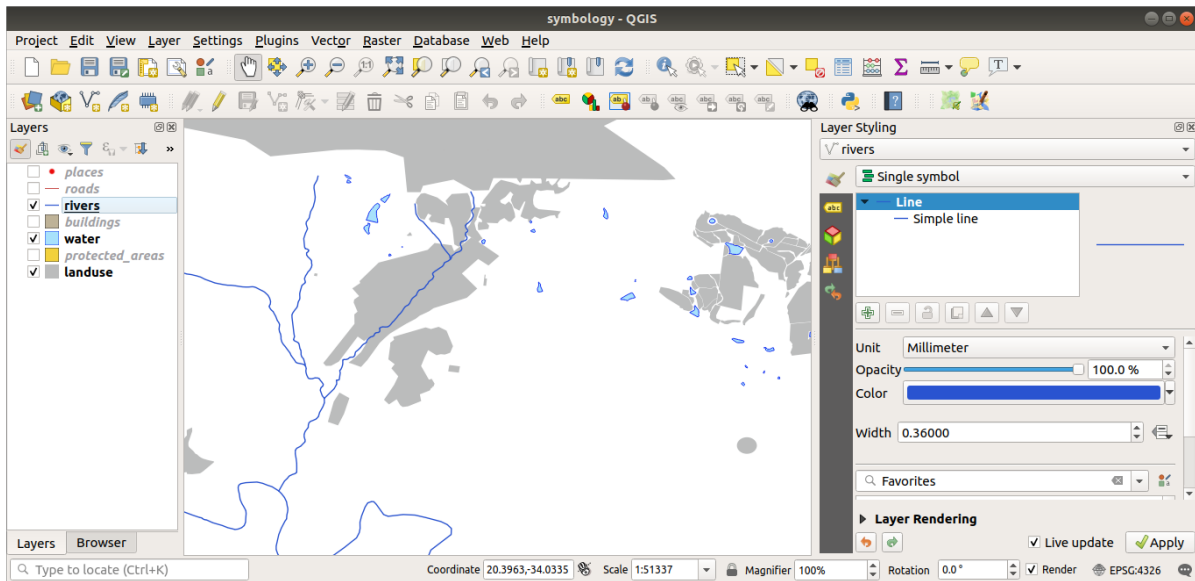 symbology - QGIS
Project Edit View Layer Settings Plugins Vector Raster Database Web Help
Layers
places
roads
rivers
buildings
water
protected_areas
landuse
Layers Browser
Layer Styling
rivers
Single symbol
Line
Simple line
Unit Millimeter
Opacity 100.0 %
Color
Width 0.36000
Favorites
Layer Rendering
Live update Apply
Type to locate (Ctrl+K) Coordinate 20.3963,-34.0335 Scale 1:51337 Magnifier 100% Rotation 0.0 ° Render EPSG:4326